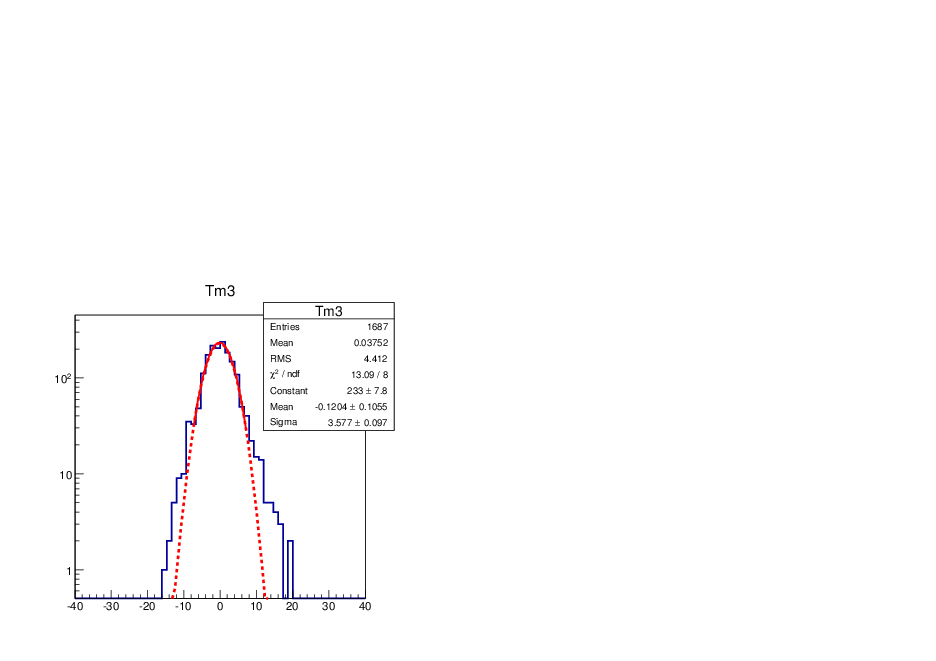 Tm3
Tm3
Entries 1687
Mean 0.03752
RMS 4.412
χ² / ndf 13.09 / 8
Constant 233 ± 7.8
Mean -0.1204 ± 0.1055
Sigma 3.577 ± 0.097
10²
10
1
-40 -30 -20 -10 0 10 20 30 40